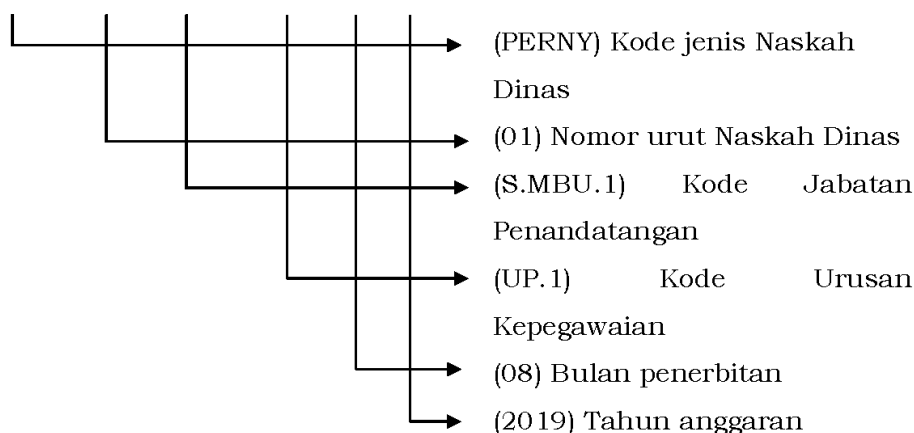 (PERNY) Kode jenis Naskah
Dinas
(01) Nomor urut Naskah Dinas
(S.MBU.1) Kode Jabatan
Penandatangan
(UP.1) Kode Urusan
Kepegawaian
(08) Bulan penerbitan
(2019) Tahun anggaran